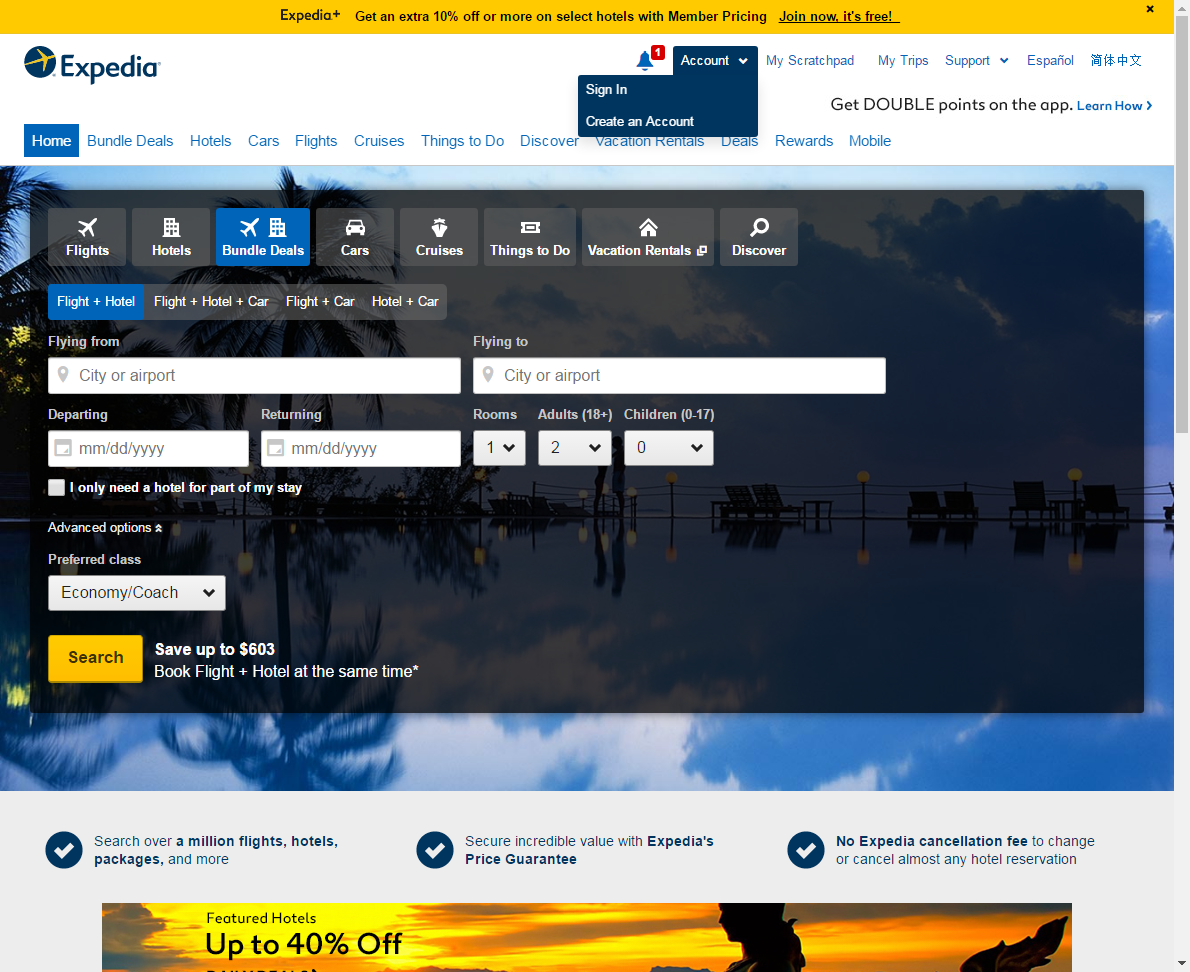 Expedia+ Get an extra 10% off or more on select hotels with Member Pricing Join now, it's free!
Expedia
1
Account
My Scratchpad
My Trips
Support
Español
简体中文
Sign In
Create an Account
Get DOUBLE points on the app. Learn How
Home Bundle Deals Hotels Cars Flights Cruises Things to Do Discover Vacation Rentals Deals Rewards Mobile
Flights Hotels Bundle Deals Cars Cruises Things to Do Vacation Rentals Discover
Flight + Hotel Flight + Hotel + Car Flight + Car Hotel + Car
Flying from Flying to
City or airport City or airport
Departing Returning Rooms Adults (18+) Children (0-17)
mm/dd/yyyy mm/dd/yyyy 1 2 0
I only need a hotel for part of my stay
Advanced options
Preferred class
Economy/Coach
Search
Save up to $603
Book Flight + Hotel at the same time*
Search over a million flights, hotels,
packages, and more
Secure incredible value with Expedia's
Price Guarantee
No Expedia cancellation fee to change
or cancel almost any hotel reservation
Featured Hotels
Up to 40% Off